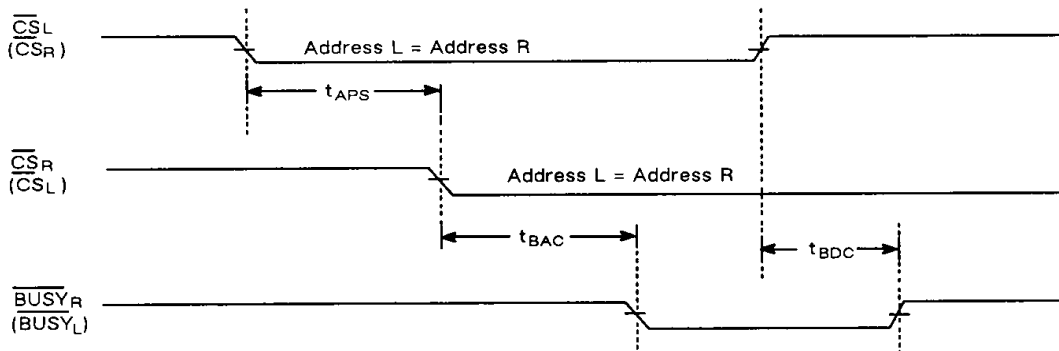 CSL
(CSR)
Address L = Address R
tAPS
CSR
(CSL)
Address L = Address R
tBAC
tBDC
BUSYR
(BUSYL)